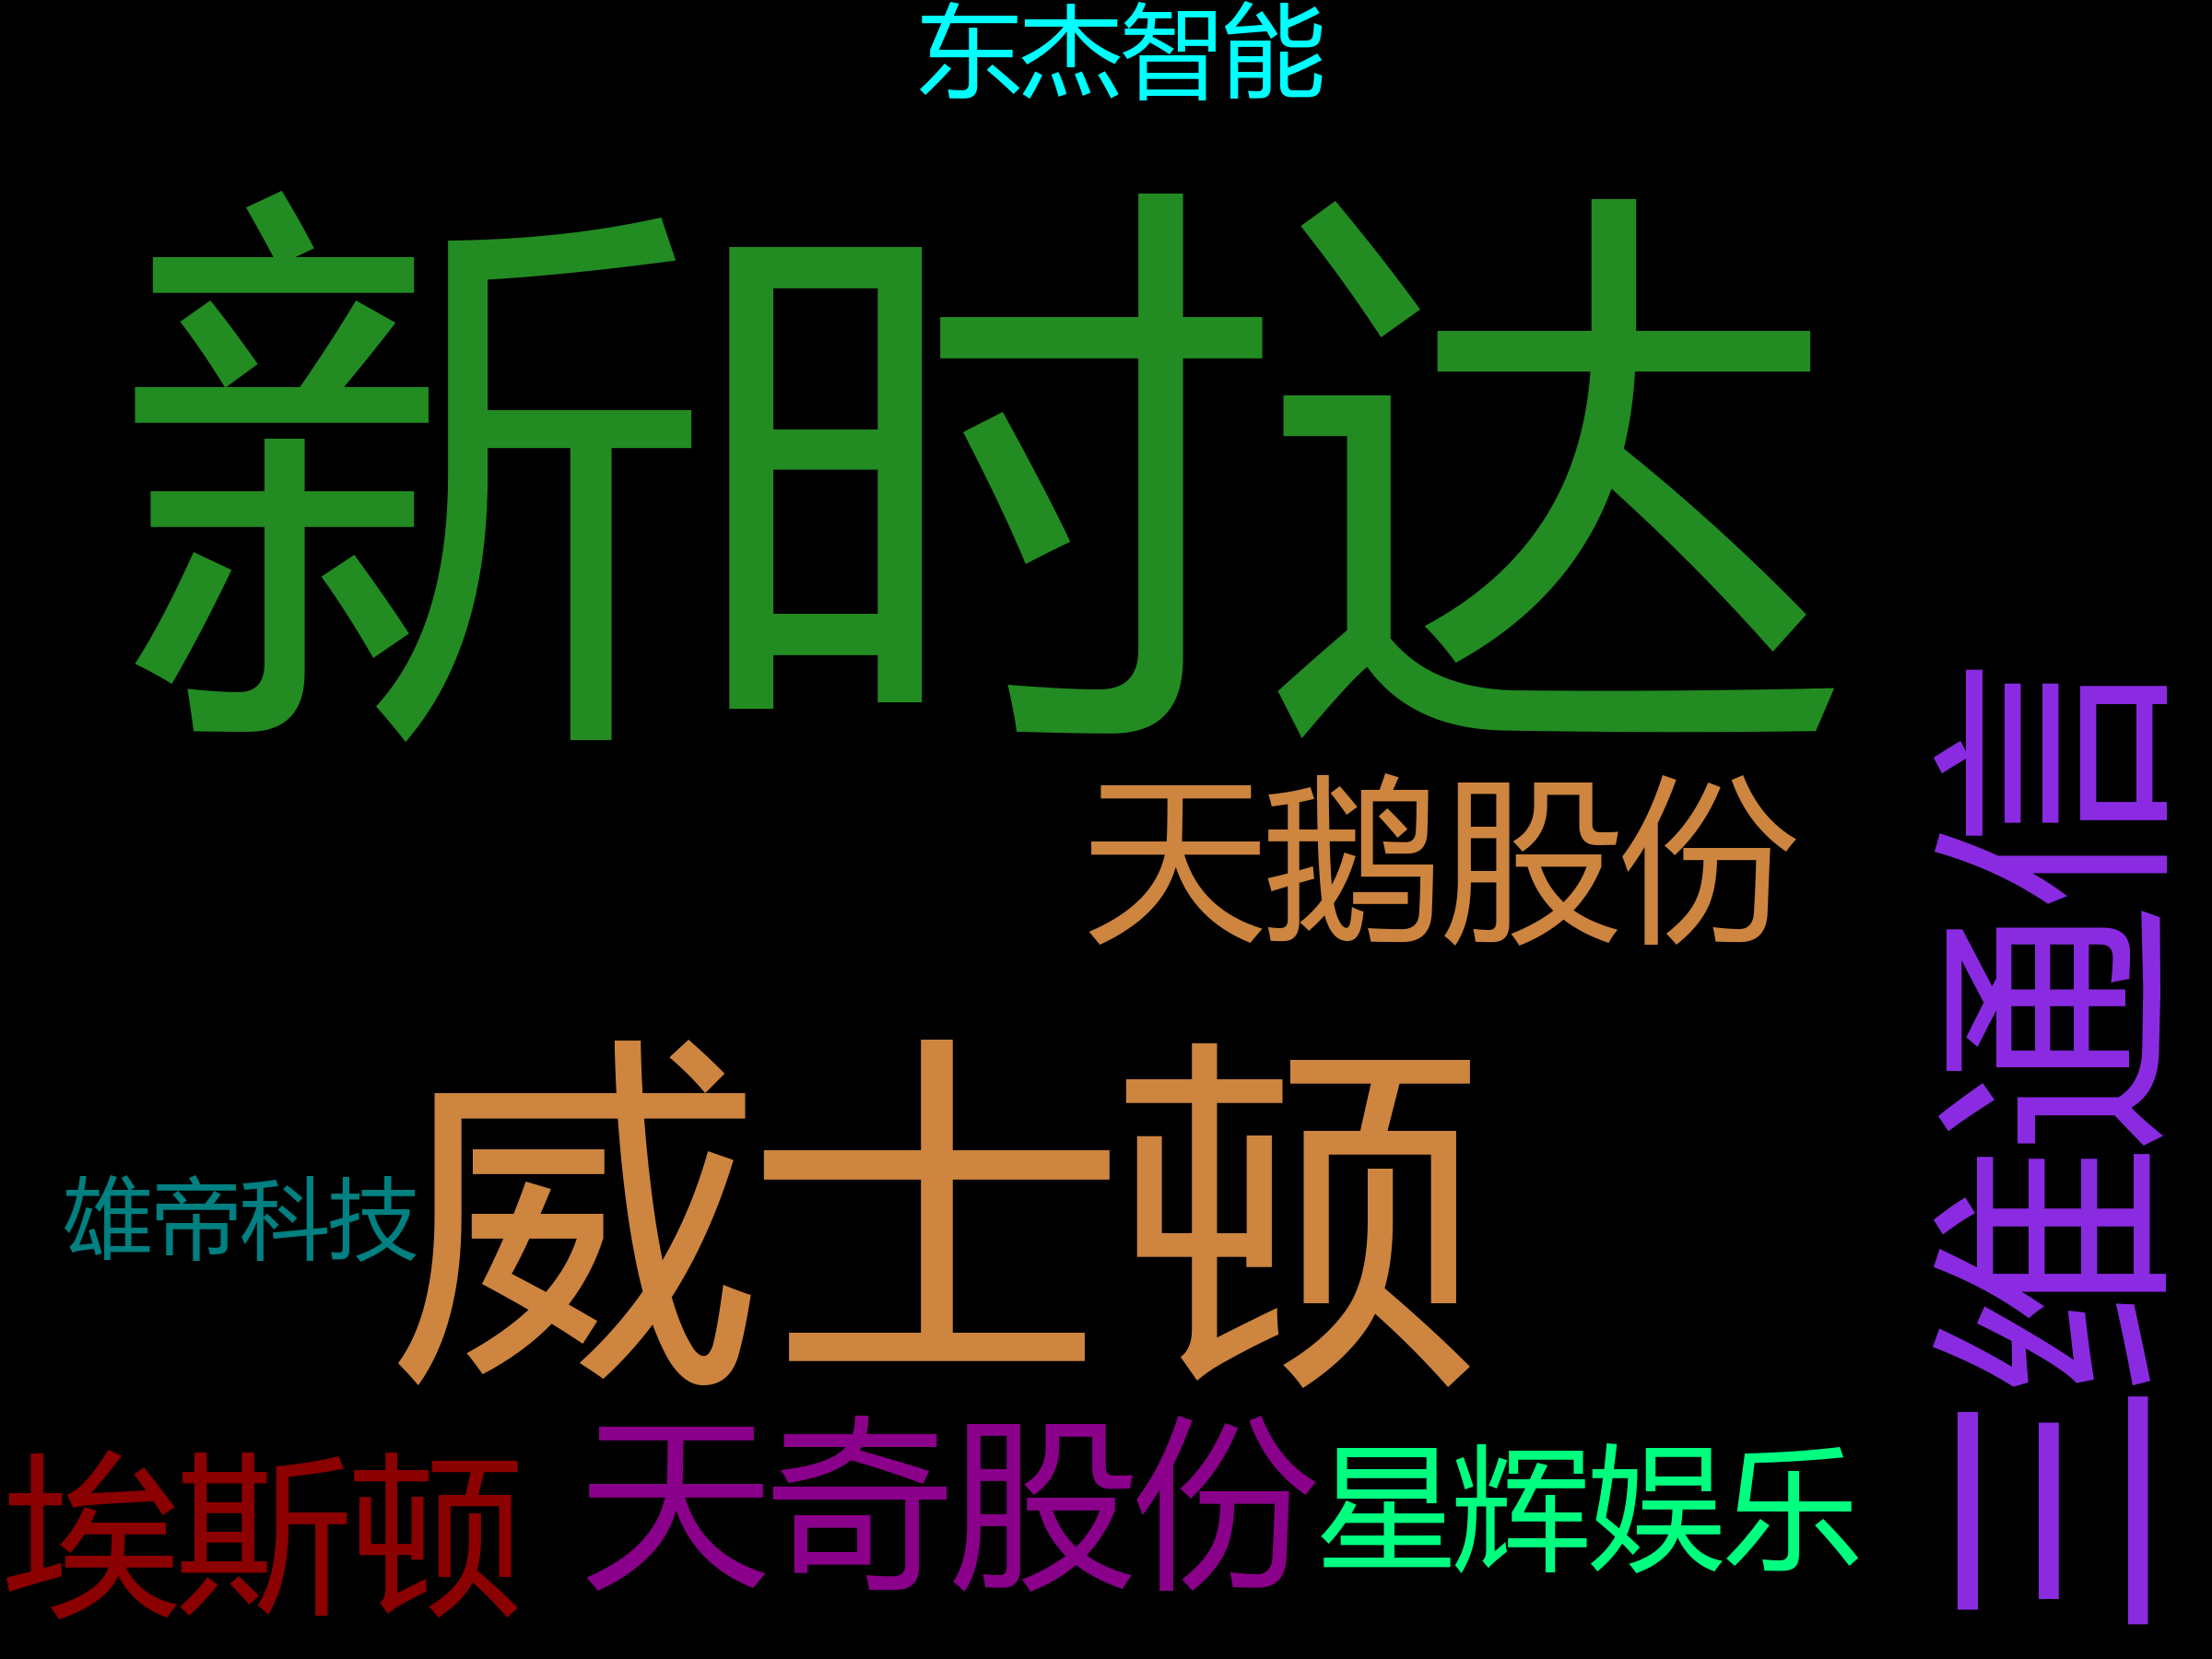 东杰智能
新时达
天鹅股份
三维通信
威士顿
雄帝科技
埃斯顿
天奇股份
星辉娱乐